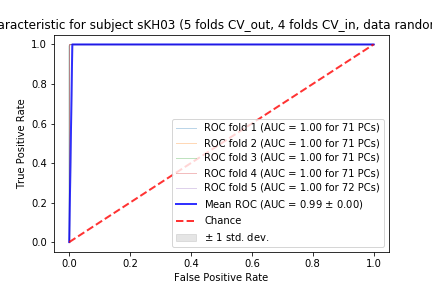 aracteristic for subject sKH03 (5 folds CV_out, 4 folds CV_in, data random
1.0
0.8
0.6
0.4
0.2
0.0
True Positive Rate
ROC fold 1 (AUC = 1.00 for 71 PCs)
ROC fold 2 (AUC = 1.00 for 71 PCs)
ROC fold 3 (AUC = 1.00 for 71 PCs)
ROC fold 4 (AUC = 1.00 for 71 PCs)
ROC fold 5 (AUC = 1.00 for 72 PCs)
Mean ROC (AUC = 0.99 ± 0.00)
Chance
± 1 std. dev.
0.0 0.2 0.4 0.6 0.8 1.0
False Positive Rate